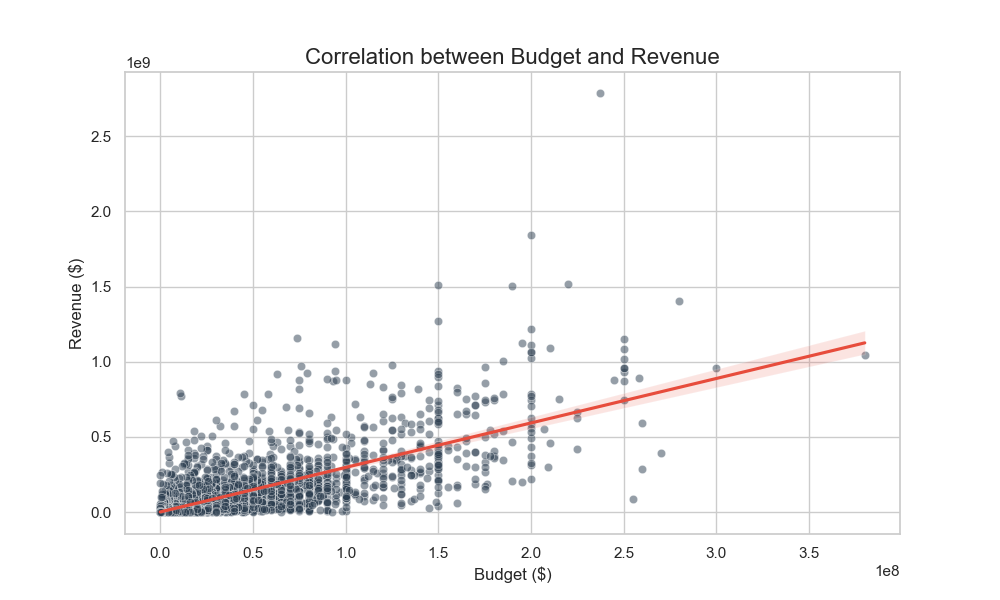 Correlation between Budget and Revenue
1e9
2.5
2.0
1.5
1.0
0.5
0.0
Revenue ($)
0.0 0.5 1.0 1.5 2.0 2.5 3.0 3.5
1e8
Budget ($)